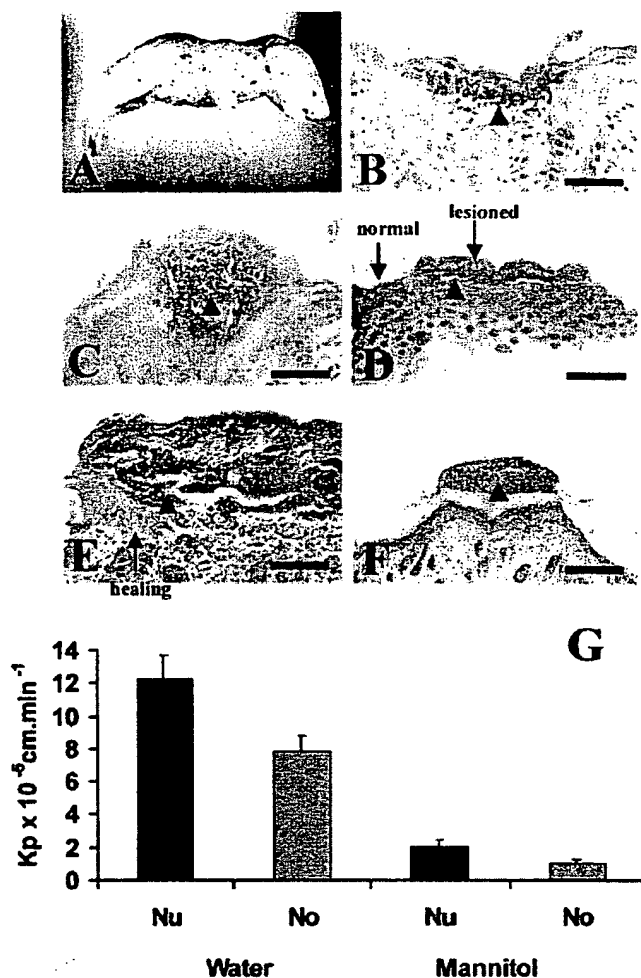 A
B
normal
lesioned
C
D
E
F
healing
G
Kp x 10⁻⁵cm.min⁻¹
14
12
10
8
6
4
2
0
Nu
No
Nu
No
Water
Mannitol